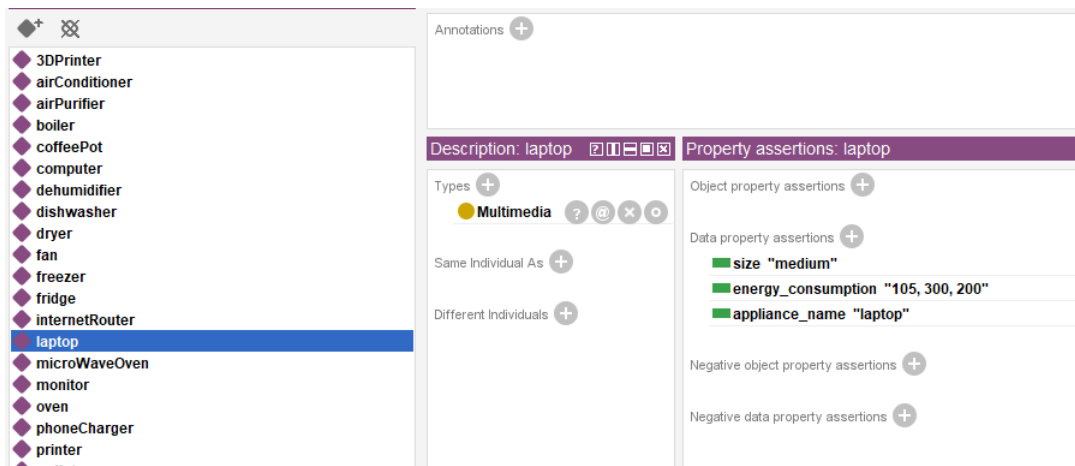 3DPrinter
airConditioner
airPurifier
boiler
coffeePot
computer
dehumidifier
dishwasher
dryer
fan
freezer
fridge
internetRouter
laptop
microWaveOven
monitor
oven
phoneCharger
printer
Annotations
Description: laptop
Types
Multimedia
Same Individual As
Different Individuals
Property assertions: laptop
Object property assertions
Data property assertions
size "medium"
energy_consumption "105, 300, 200"
appliance_name "laptop"
Negative object property assertions
Negative data property assertions